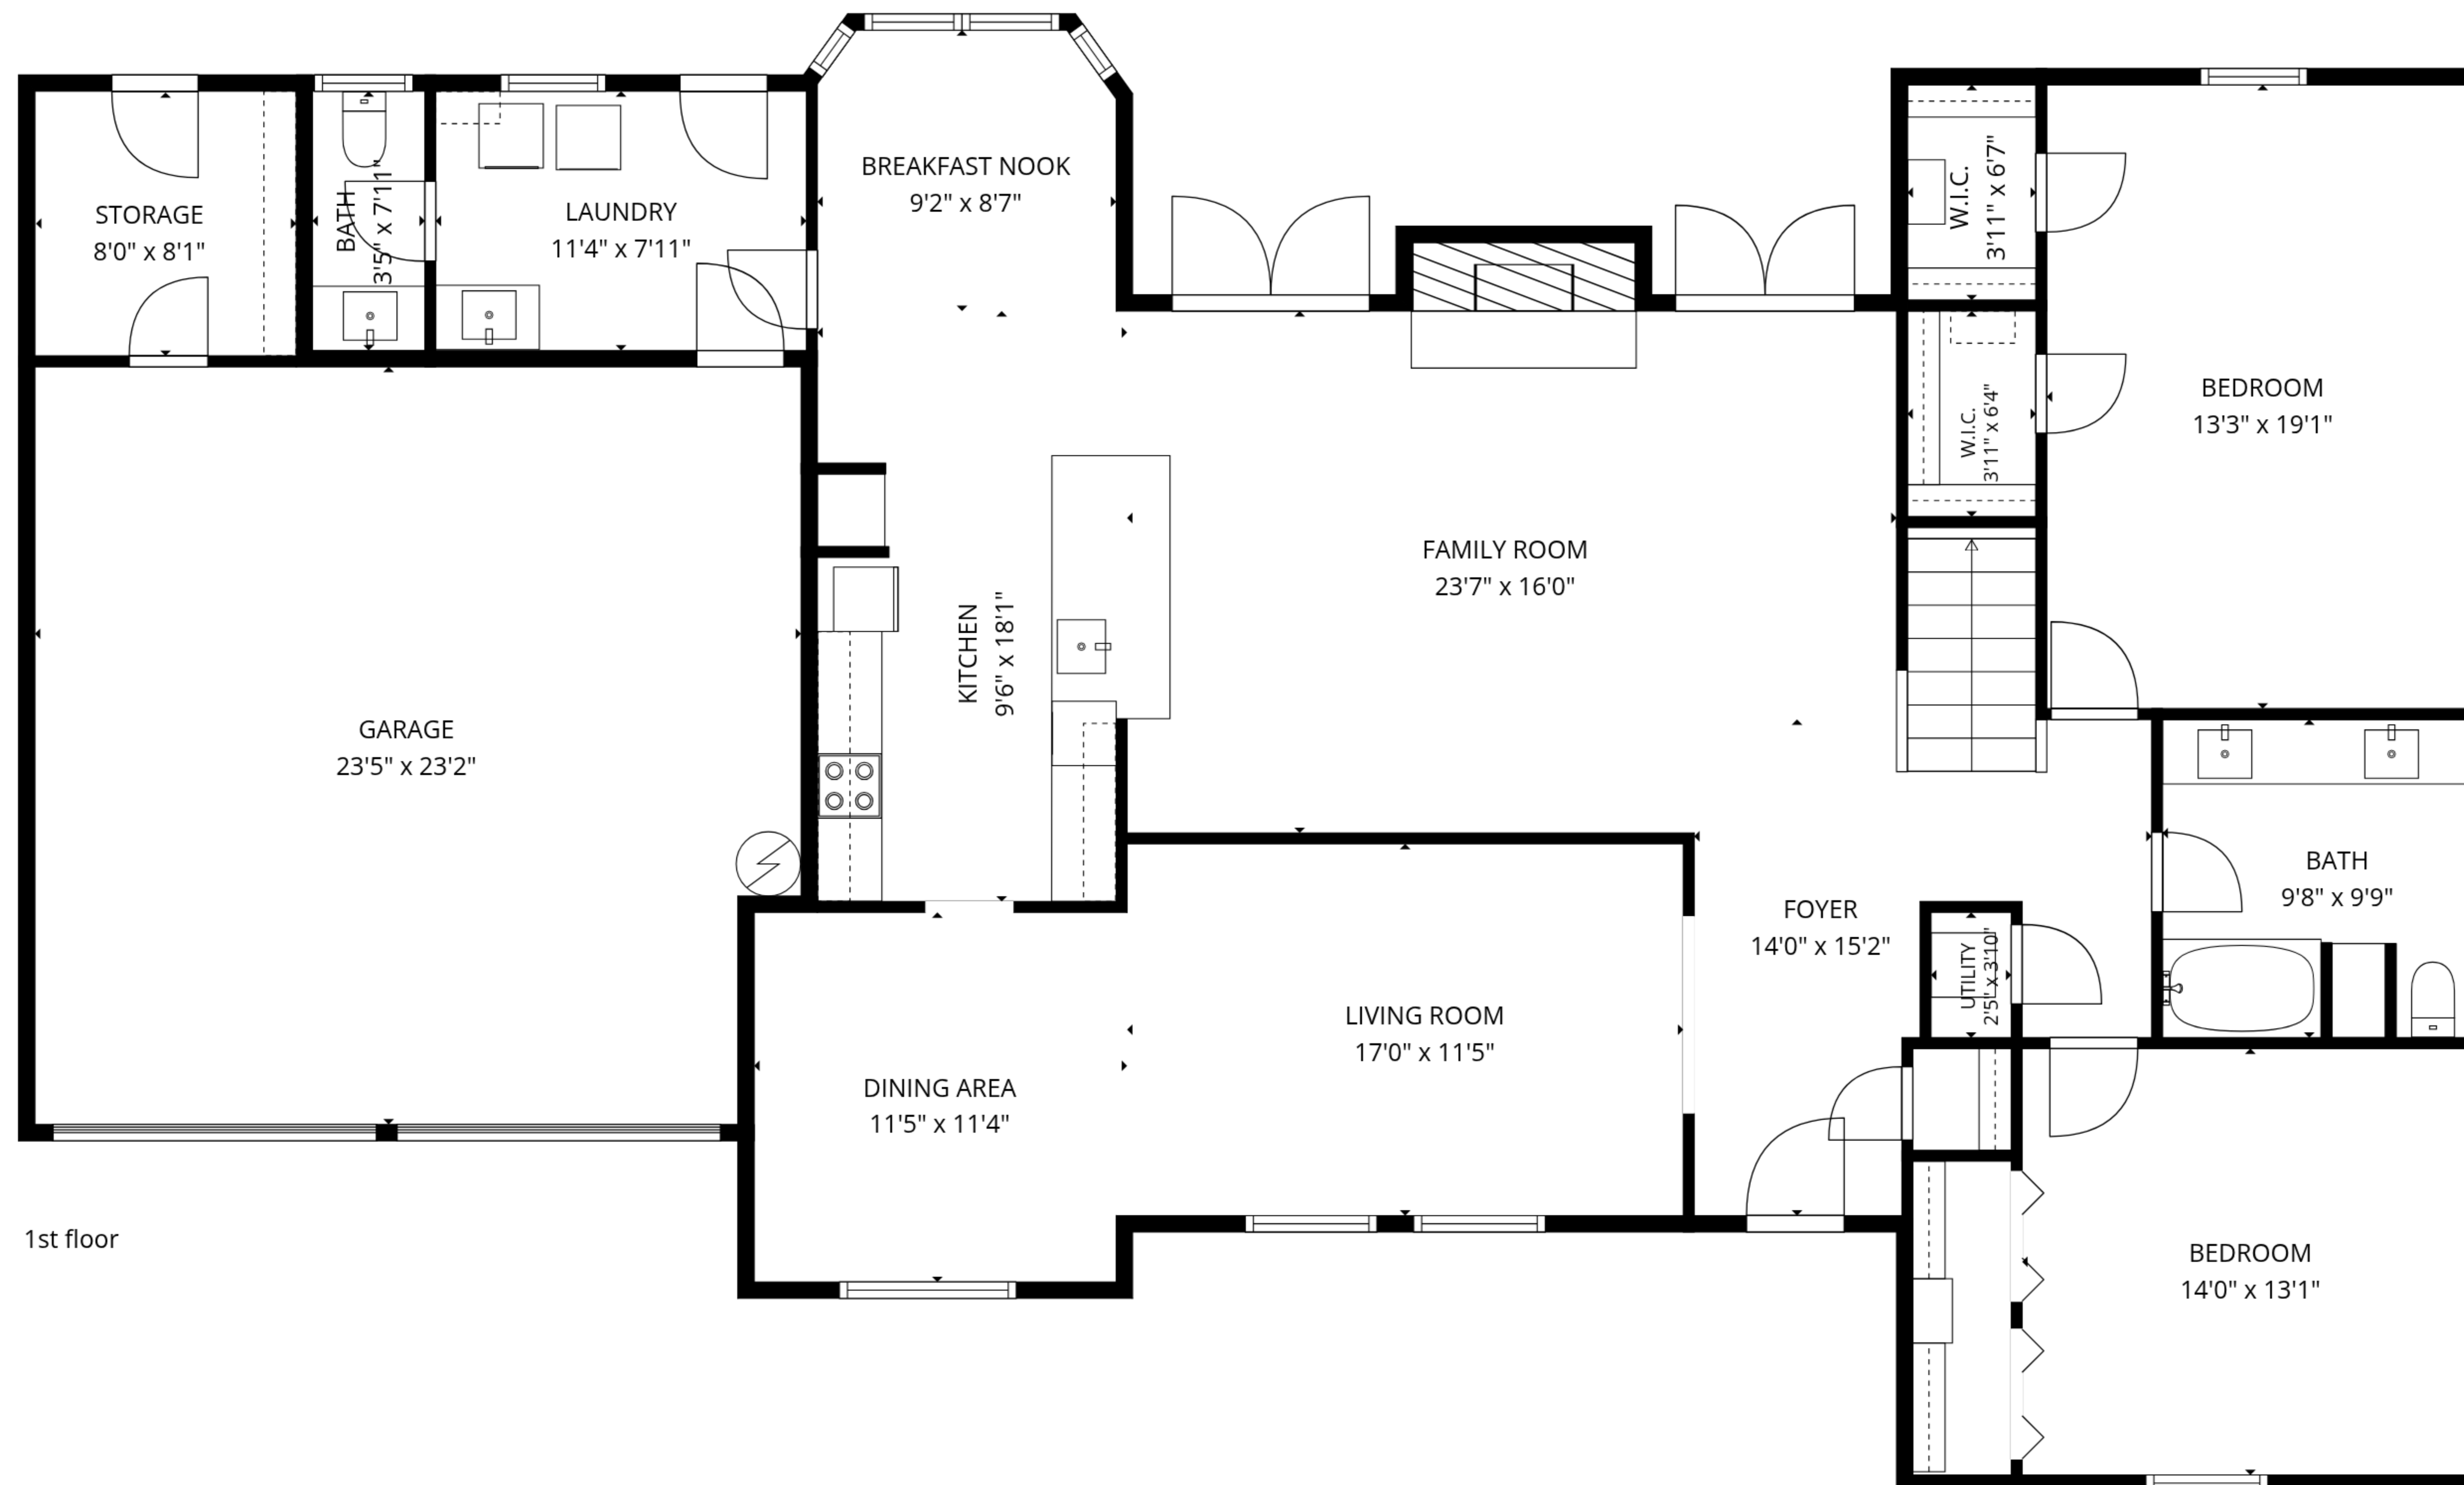 BREAKFAST NOOK
9'2" x 8'7"
STORAGE
8'0" x 8'1"
BATH
3'5" x 7'11"
LAUNDRY
11'4" x 7'11"
W.I.C.
3'11" x 6'7"
W.I.C.
3'11" x 6'4"
BEDROOM
13'3" x 19'1"
FAMILY ROOM
23'7" x 16'0"
KITCHEN
9'6" x 18'1"
GARAGE
23'5" x 23'2"
BATH
9'8" x 9'9"
FOYER
14'0" x 15'2"
UTILITY
2'5" x 3'10"
LIVING ROOM
17'0" x 11'5"
DINING AREA
11'5" x 11'4"
1st floor
BEDROOM
14'0" x 13'1"